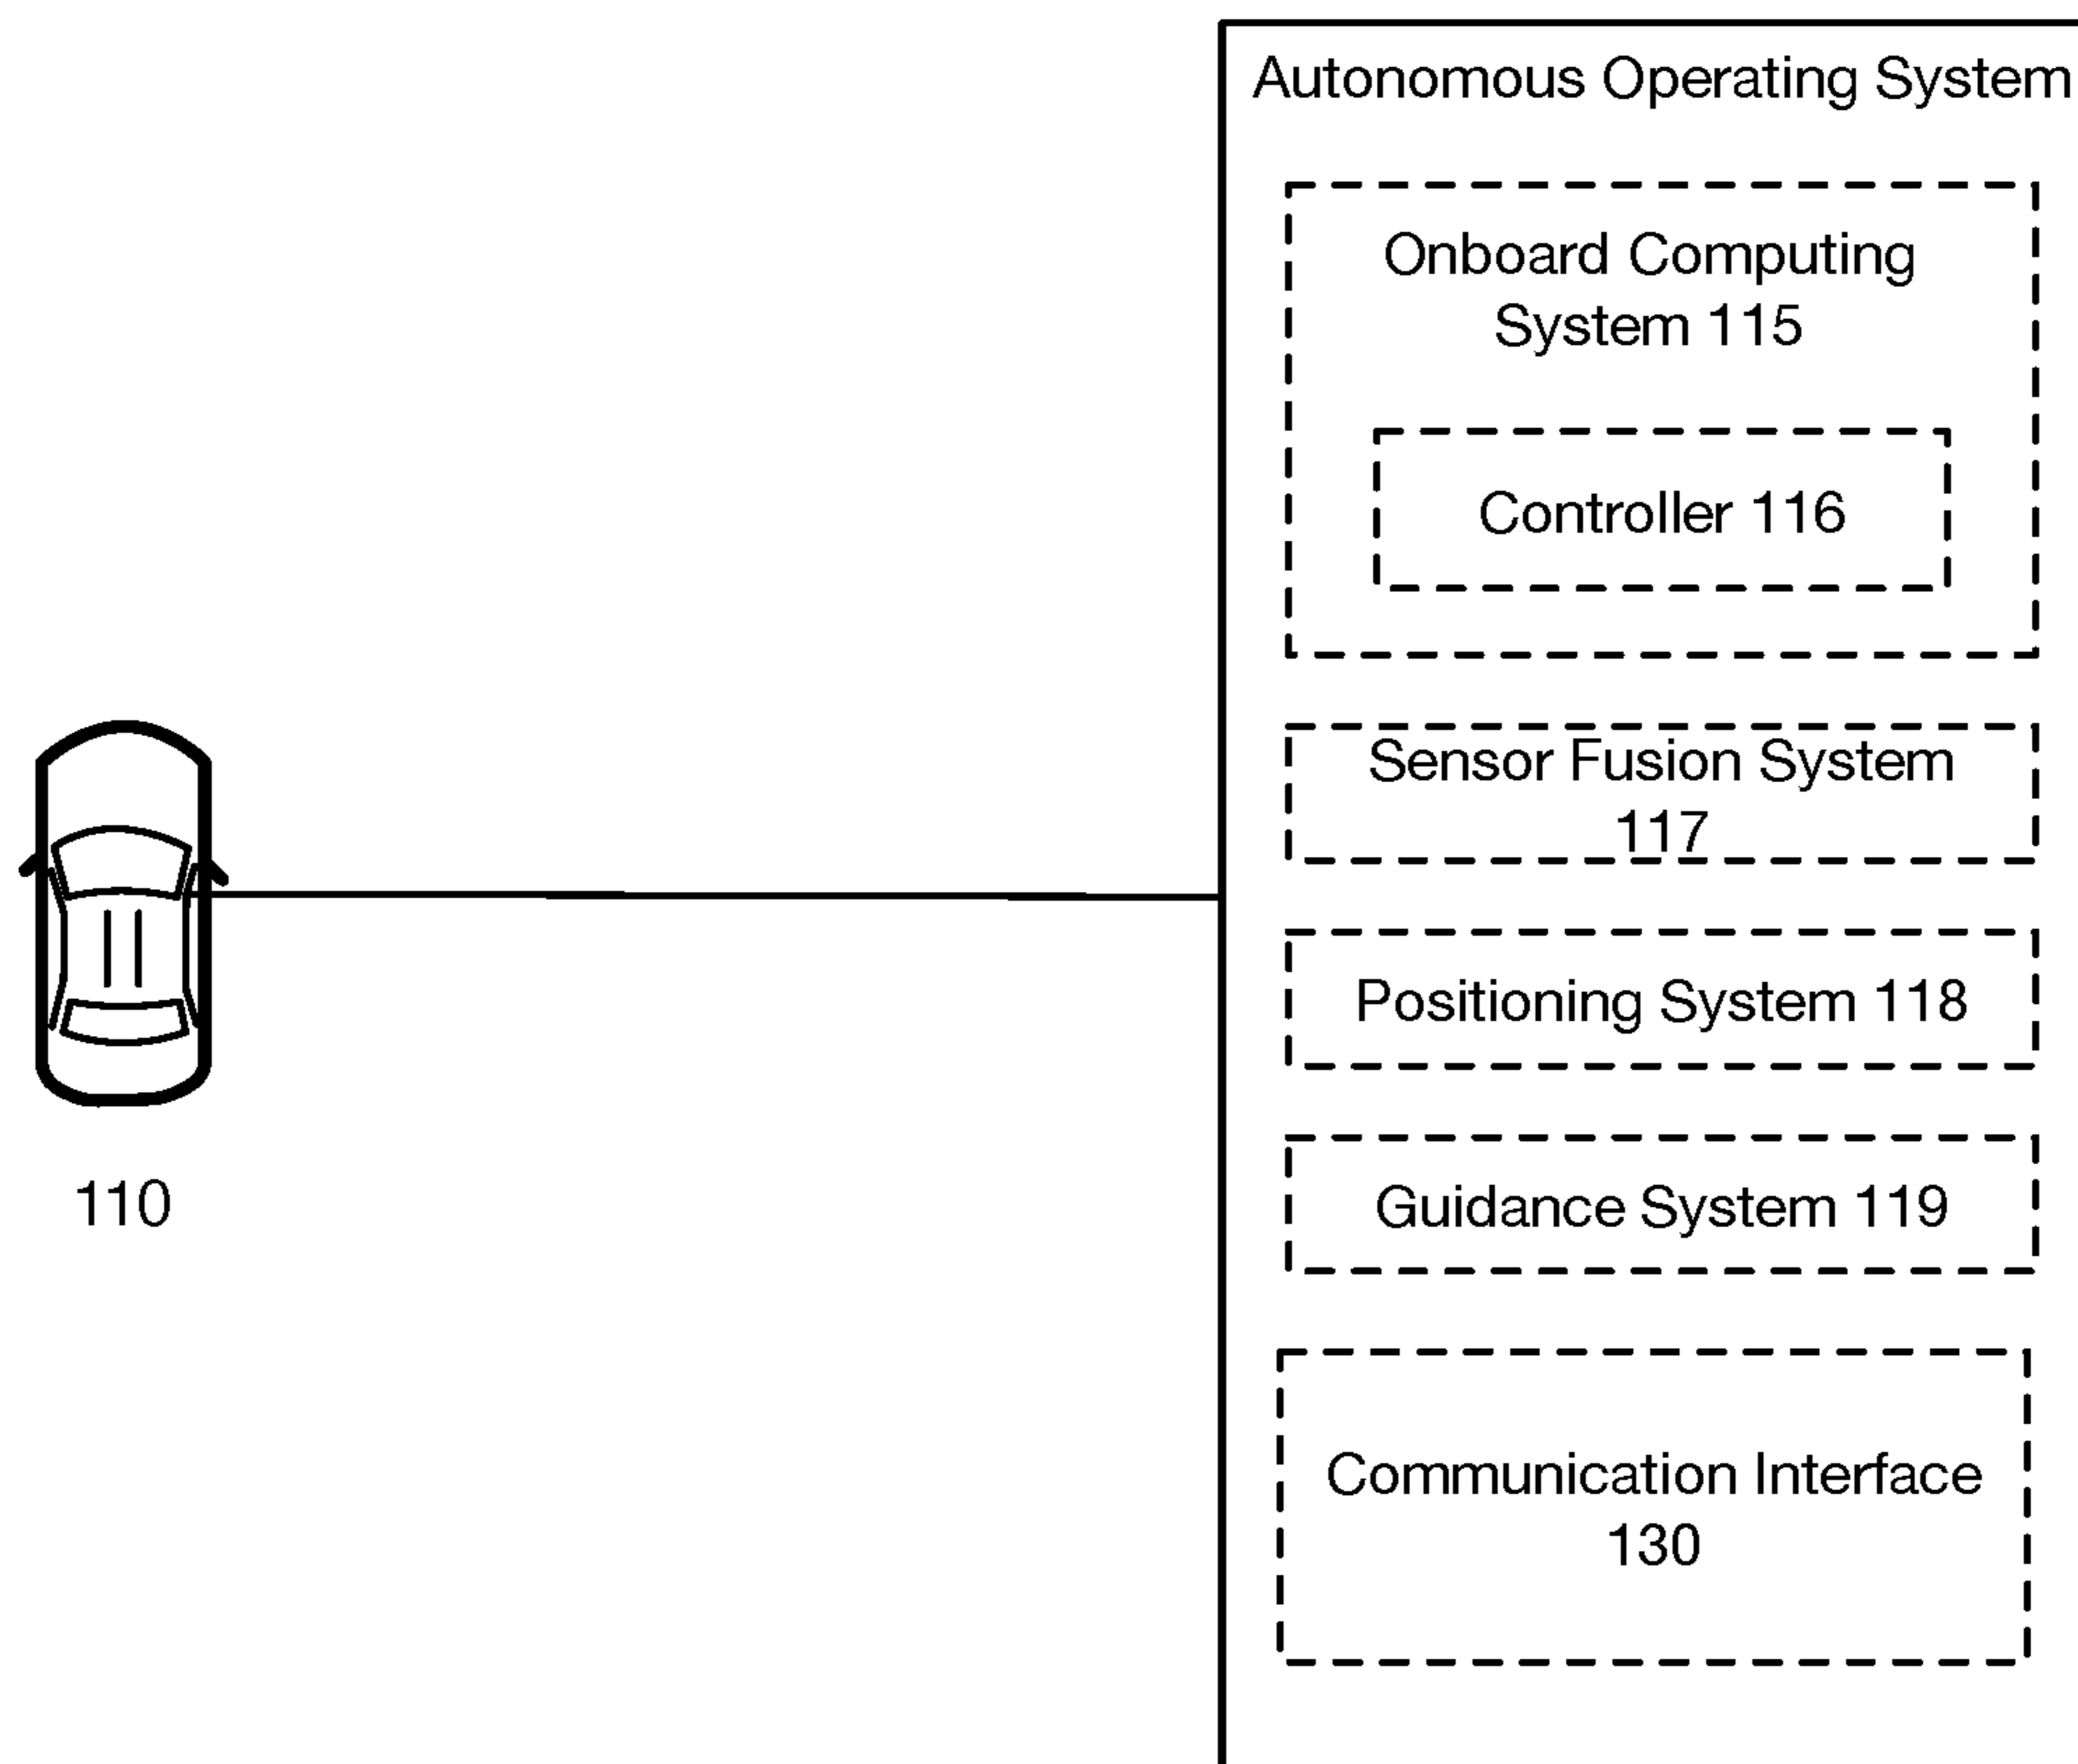 Autonomous Operating System
Onboard Computing
System 115
Controller 116
Sensor Fusion System
117
Positioning System 118
110
Guidance System 119
Communication Interface
130